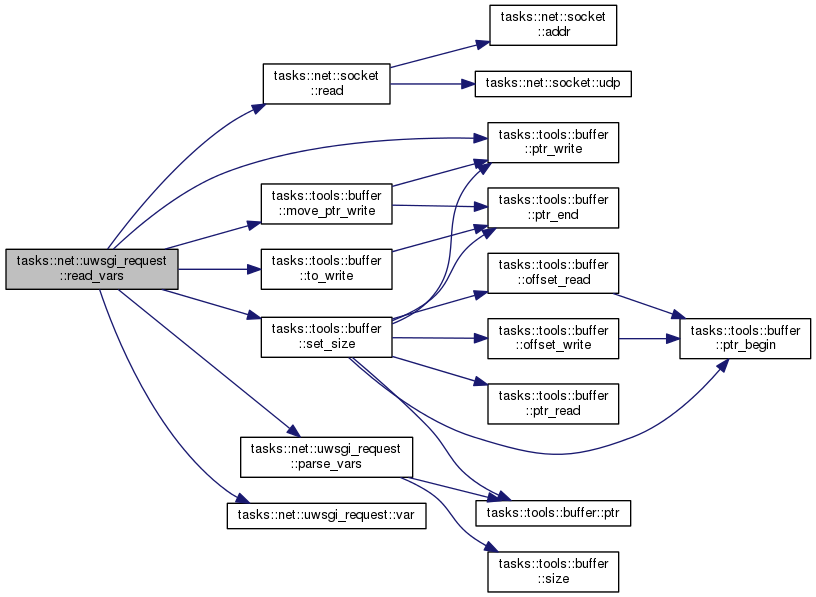 tasks::net::uwsgi_request
::read_vars
tasks::net::socket
::read
tasks::tools::buffer
::move_ptr_write
tasks::tools::buffer
::to_write
tasks::tools::buffer
::set_size
tasks::net::uwsgi_request
::parse_vars
tasks::net::uwsgi_request::var
tasks::net::socket
::addr
tasks::net::socket::udp
tasks::tools::buffer
::ptr_write
tasks::tools::buffer
::ptr_end
tasks::tools::buffer
::offset_read
tasks::tools::buffer
::offset_write
tasks::tools::buffer
::ptr_read
tasks::tools::buffer::ptr
tasks::tools::buffer
::size
tasks::tools::buffer
::ptr_begin